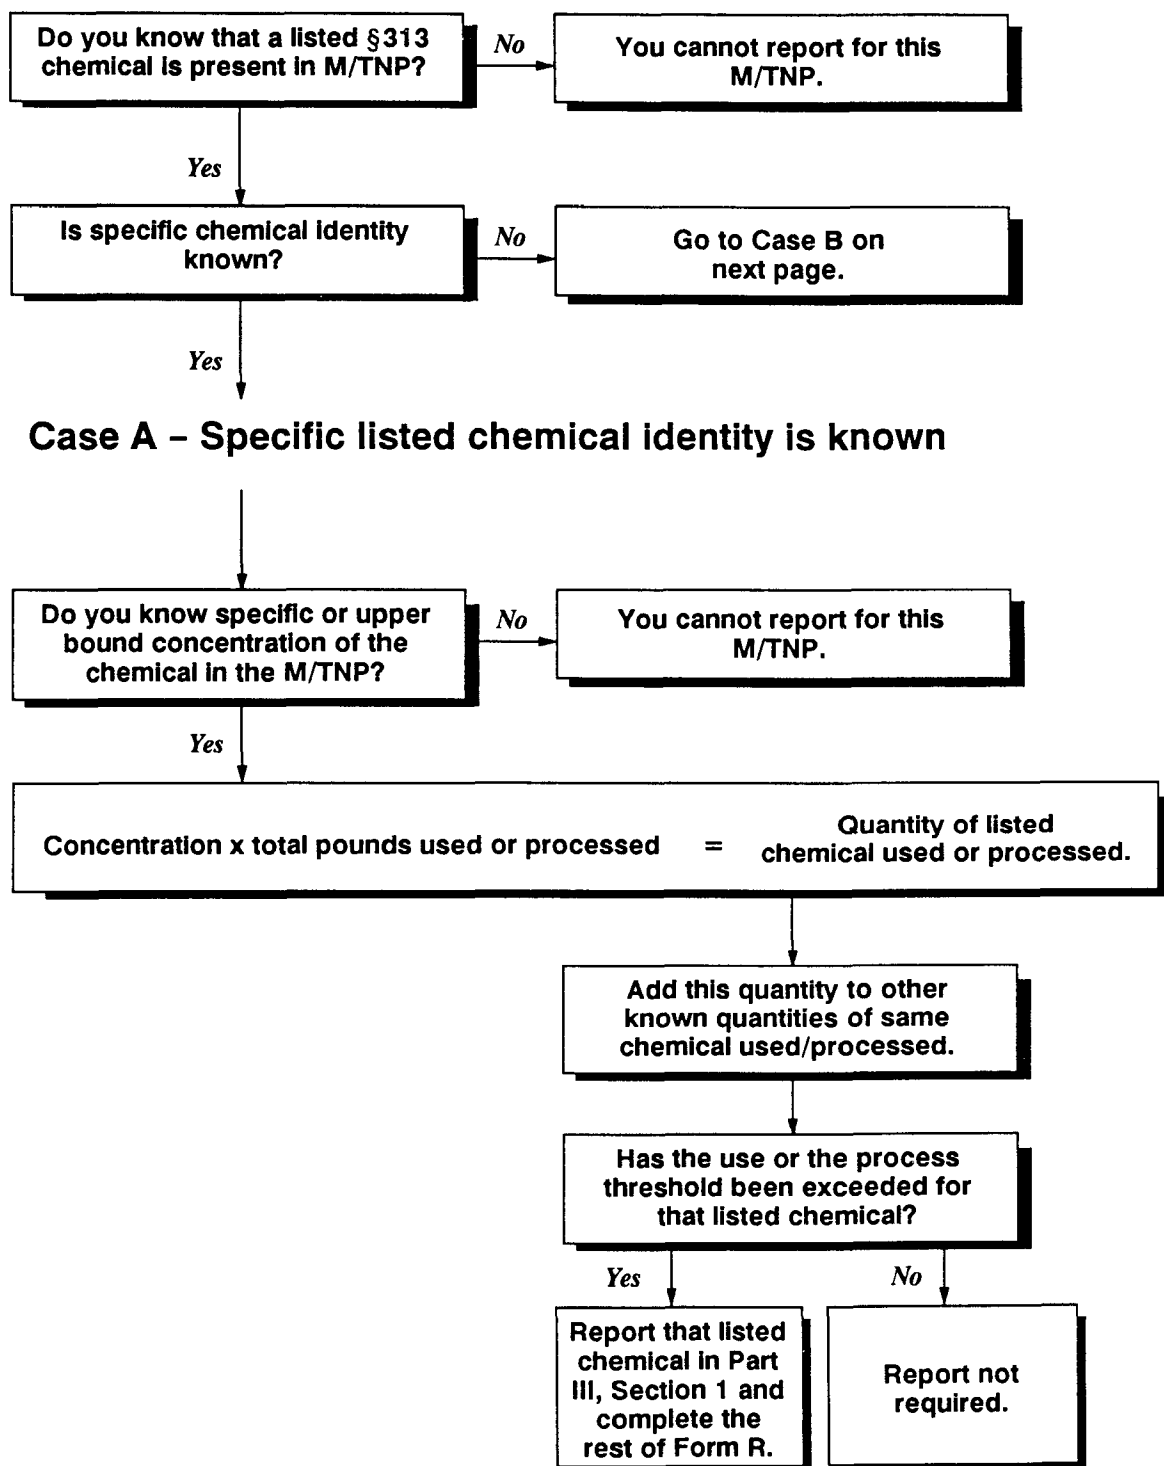 Do you know that a listed §313
chemical is present in M/TNP?
No
You cannot report for this
M/TNP.
Yes
Is specific chemical identity
known?
No
Go to Case B on
next page.
Yes
Case A – Specific listed chemical identity is known
Do you know specific or upper
bound concentration of the
chemical in the M/TNP?
No
You cannot report for this
M/TNP.
Yes
Concentration x total pounds used or processed = Quantity of listed
chemical used or processed.
Add this quantity to other
known quantities of same
chemical used/processed.
Has the use or the process
threshold been exceeded for
that listed chemical?
Yes
No
Report that listed
chemical in Part
III, Section 1 and
complete the
rest of Form R.
Report not
required.